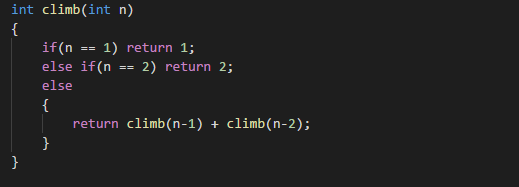 int climb(int n)
{
    if(n == 1) return 1;
    else if(n == 2) return 2;
    else
    {
        return climb(n-1) + climb(n-2);
    }
}